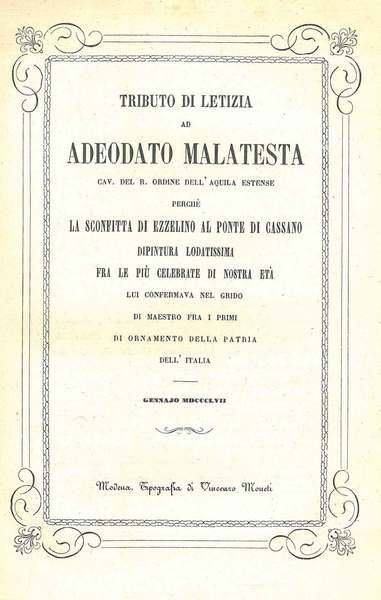 TRIBUTO DI LETIZIA
AD
ADEODATO MALATESTA
CAV. DEL R. ORDINE DELL' AQUILA ESTENSE
PERCHÈ
LA SCONFITTA DI EZZELINO AL PONTE DI CASSANO
DIPINTURA LODATISSIMA
FRA LE PIÙ CELEBRATE DI NOSTRA ETÀ
LUI CONFERMAVA NEL GRIDO
DI MAESTRO FRA I PRIMI
DI ORNAMENTO DELLA PATRIA
DELL' ITALIA
GENNAJO MDCCCLVII
Modena. Tipografia di Vincenzo Moneti